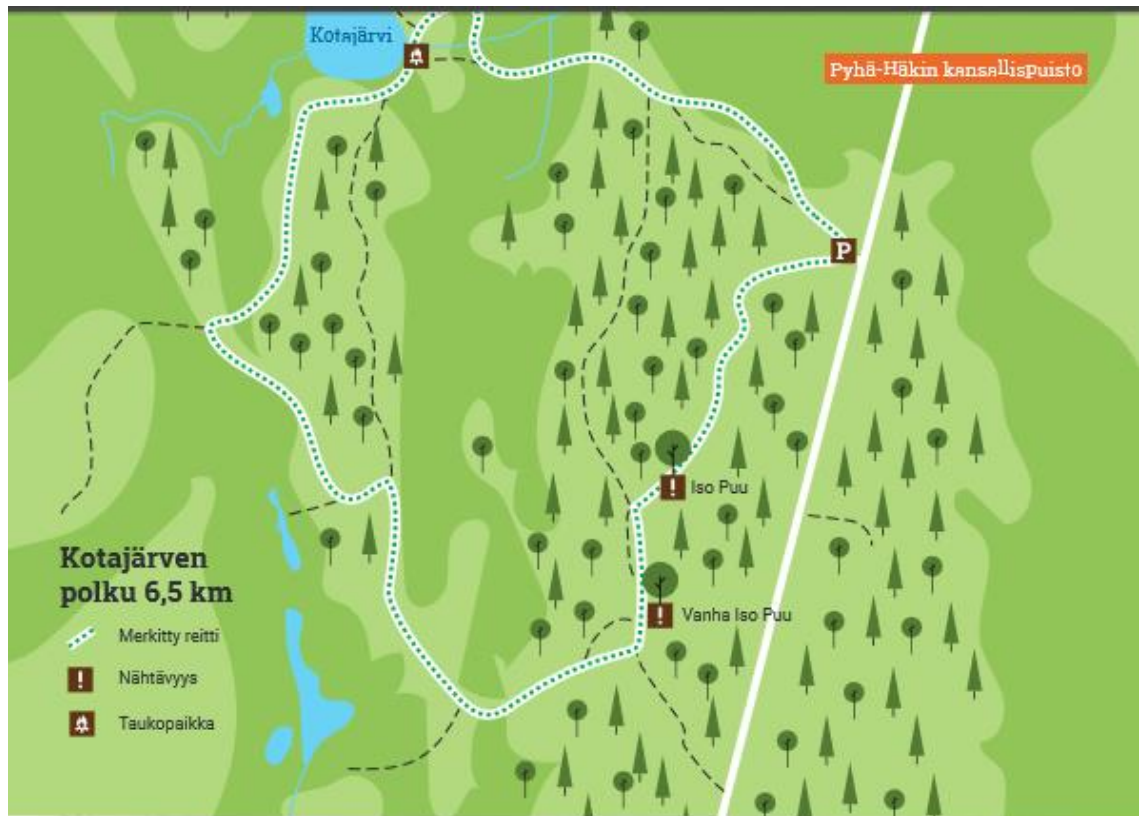 Kotajärvi
Pyhä-Häkin kansallispuisto
P
! Iso Puu
! Vanha Iso Puu
Kotajärven
polku 6,5 km
Merkitty reitti
! Nähtävyys
Taukopaikka